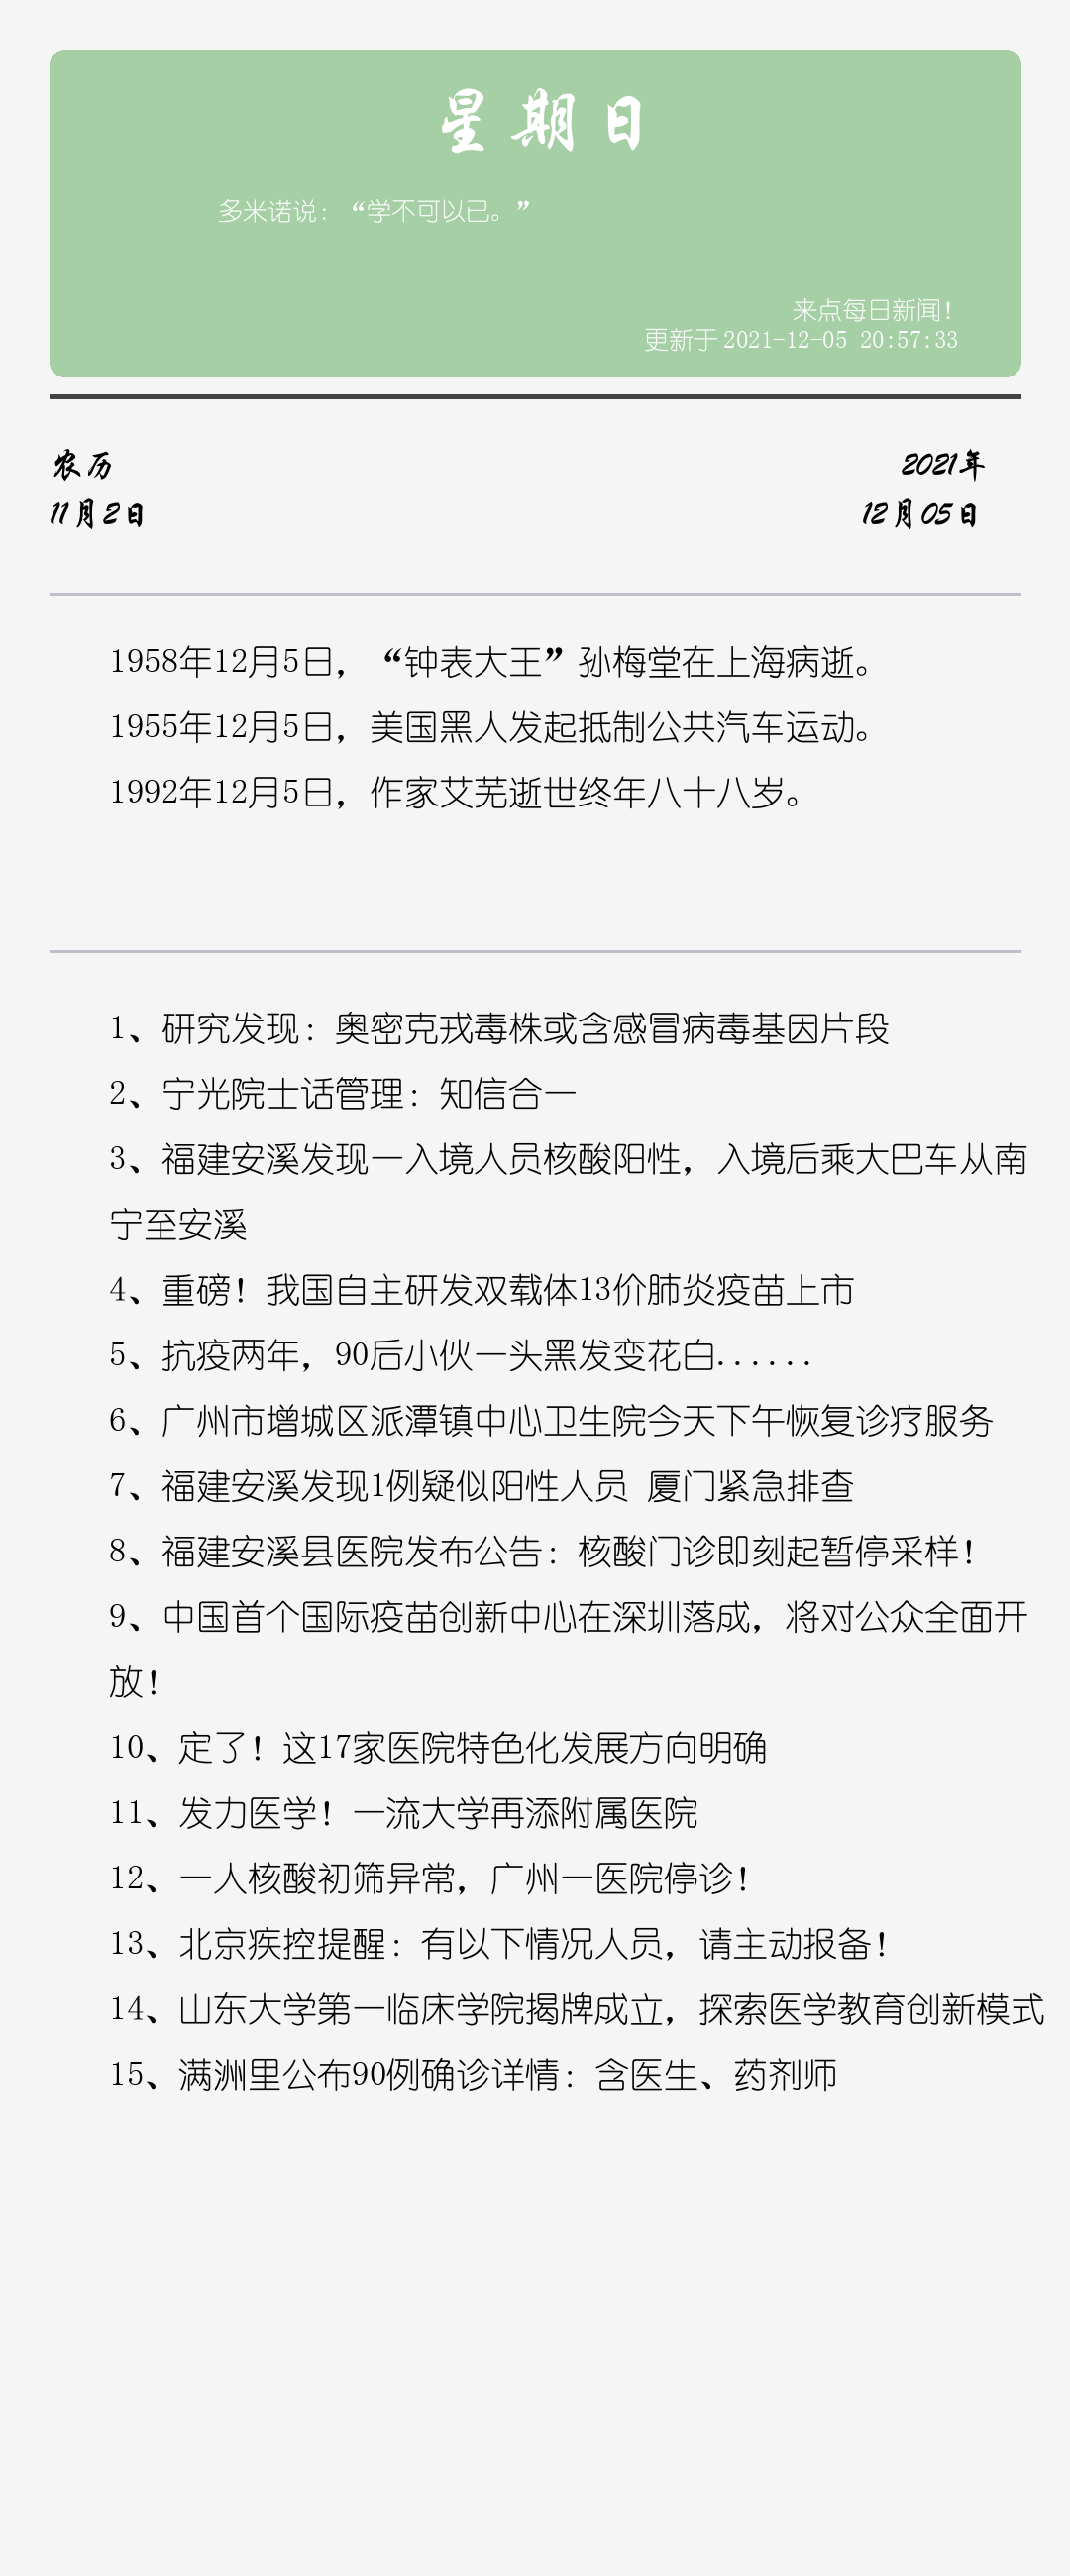 星期日
多米诺说：“学不可以已。”
来点每日新闻！
更新于2021-12-05 20:57:33
农历
2021年
11月2日
12月05日
1958年12月5日，“钟表大王”孙梅堂在上海病逝。
1955年12月5日，美国黑人发起抵制公共汽车运动。
1992年12月5日，作家艾芜逝世终年八十八岁。
1、研究发现：奥密克戎毒株或含感冒病毒基因片段
2、宁光院士话管理：知信合一
3、福建安溪发现一入境人员核酸阳性，入境后乘大巴车从南
宁至安溪
4、重磅！我国自主研发双载体13价肺炎疫苗上市
5、抗疫两年，90后小伙一头黑发变花白......
6、广州市增城区派潭镇中心卫生院今天下午恢复诊疗服务
7、福建安溪发现1例疑似阳性人员 厦门紧急排查
8、福建安溪县医院发布公告：核酸门诊即刻起暂停采样！
9、中国首个国际疫苗创新中心在深圳落成，将对公众全面开
放！
10、定了！这17家医院特色化发展方向明确
11、发力医学！一流大学再添附属医院
12、一人核酸初筛异常，广州一医院停诊！
13、北京疾控提醒：有以下情况人员，请主动报备！
14、山东大学第一临床学院揭牌成立，探索医学教育创新模式
15、满洲里公布90例确诊详情：含医生、药剂师